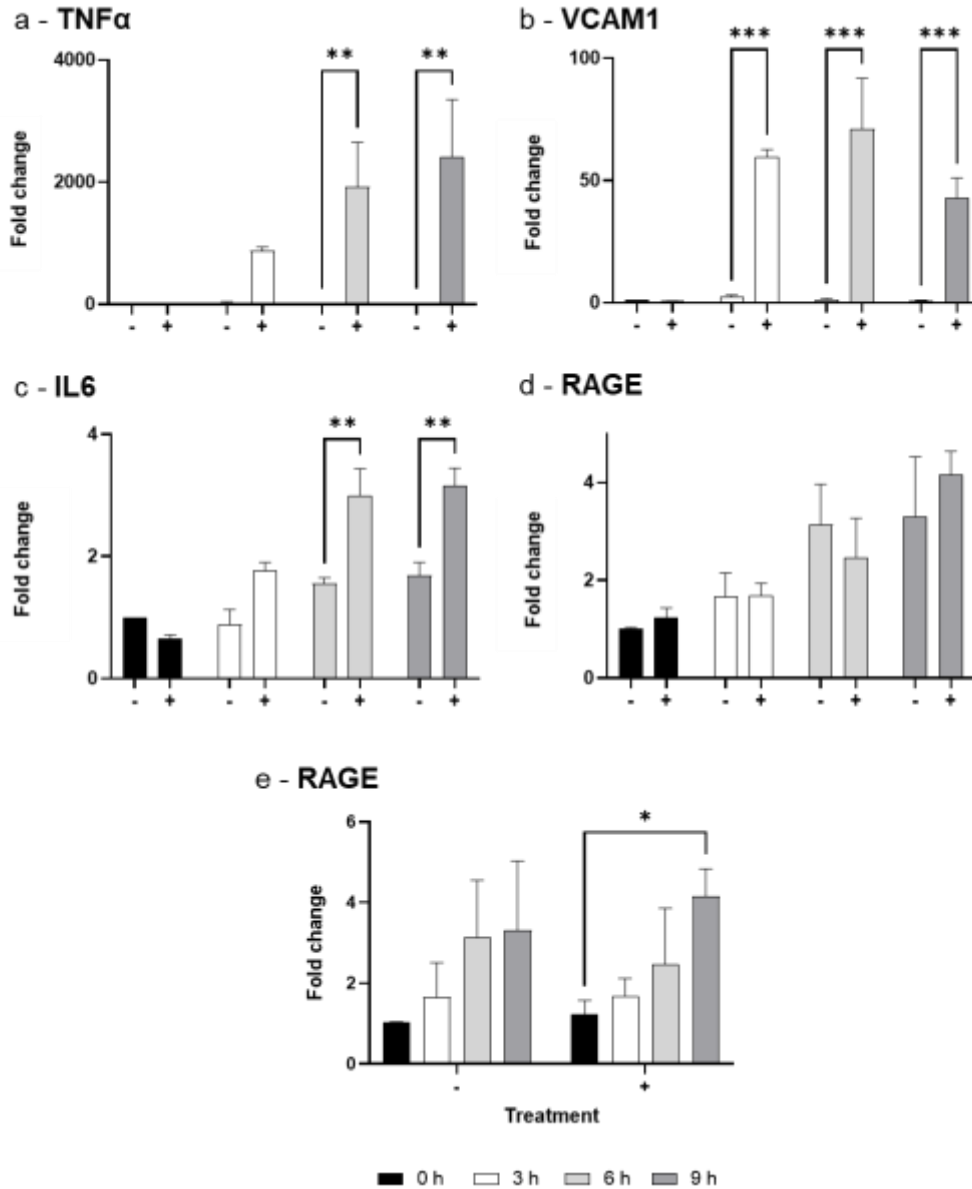 a - TNFα
** **
4000
2000
0
Fold change
- + - + - + - +
b - VCAM1
*** *** ***
100
50
0
Fold change
- + - + - + - +
c - IL6
** **
4
2
0
Fold change
- + - + - + - +
d - RAGE
4
2
0
Fold change
- + - + - + - +
e - RAGE
*
6
4
2
0
Fold change
- +
Treatment
0 h 3 h 6 h 9 h